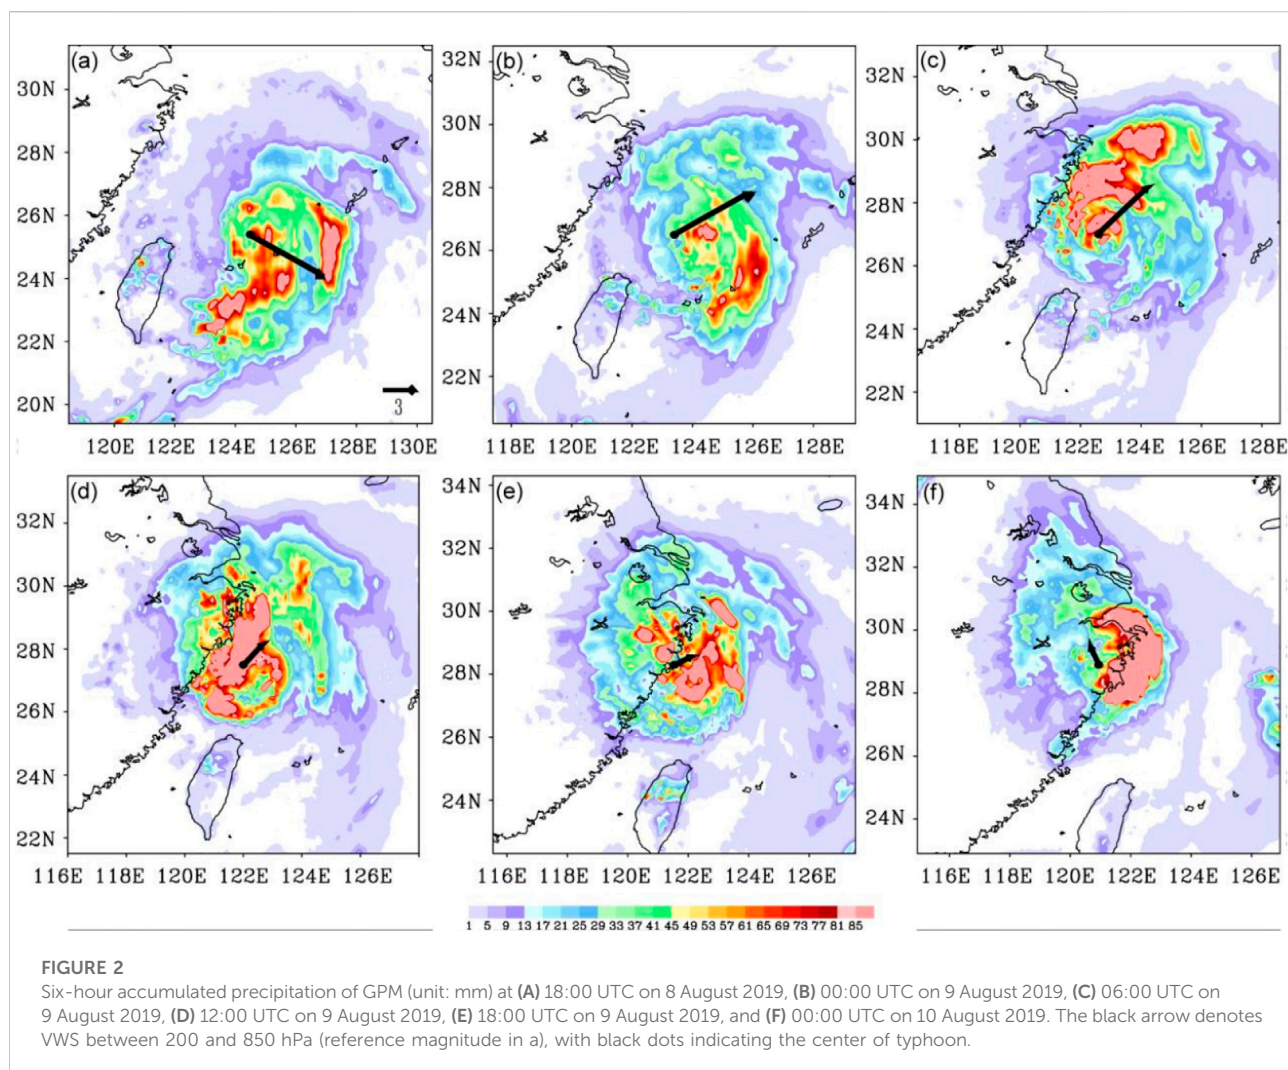 (a)
(b)
(c)
30N
28N
26N
24N
22N
20N
3
120E 122E 124E 126E 128E 130E
32N
30N
28N
26N
24N
22N
118E 120E 122E 124E 126E 128E
32N
30N
28N
26N
24N
22N
118E 120E 122E 124E 126E 128E
(d)
(e)
(f)
32N
30N
28N
26N
24N
22N
116E 118E 120E 122E 124E 126E
34N
32N
30N
28N
26N
24N
116E 118E 120E 122E 124E 126E
34N
32N
30N
28N
26N
24N
116E 118E 120E 122E 124E 126E
1 5 9 13 17 21 25 29 33 37 41 45 49 53 57 61 65 69 73 77 81 85
FIGURE 2
Six-hour accumulated precipitation of GPM (unit: mm) at (A) 18:00 UTC on 8 August 2019, (B) 00:00 UTC on 9 August 2019, (C) 06:00 UTC on
9 August 2019, (D) 12:00 UTC on 9 August 2019, (E) 18:00 UTC on 9 August 2019, and (F) 00:00 UTC on 10 August 2019. The black arrow denotes
VWS between 200 and 850 hPa (reference magnitude in a), with black dots indicating the center of typhoon.